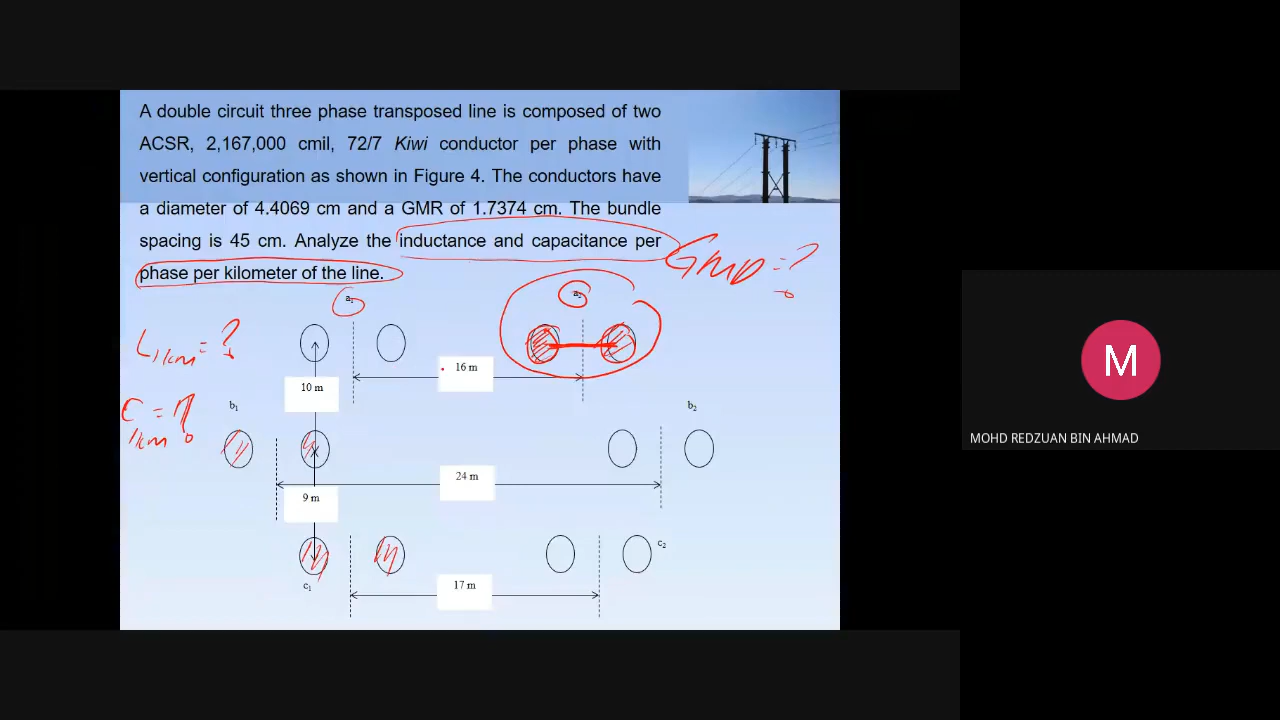 A double circuit three phase transposed line is composed of two
ACSR, 2,167,000 cmil, 72/7 Kiwi conductor per phase with
vertical configuration as shown in Figure 4. The conductors have
a diameter of 4.4069 cm and a GMR of 1.7374 cm. The bundle
spacing is 45 cm. Analyze the inductance and capacitance per
phase per kilometer of the line.
GMD = ?
a₁
a₂
L1km = ?
16 m
10 m
C1km = ?
b₁
b₂
24 m
9 m
c₂
c₁
17 m
M
MOHD REDZUAN BIN AHMAD